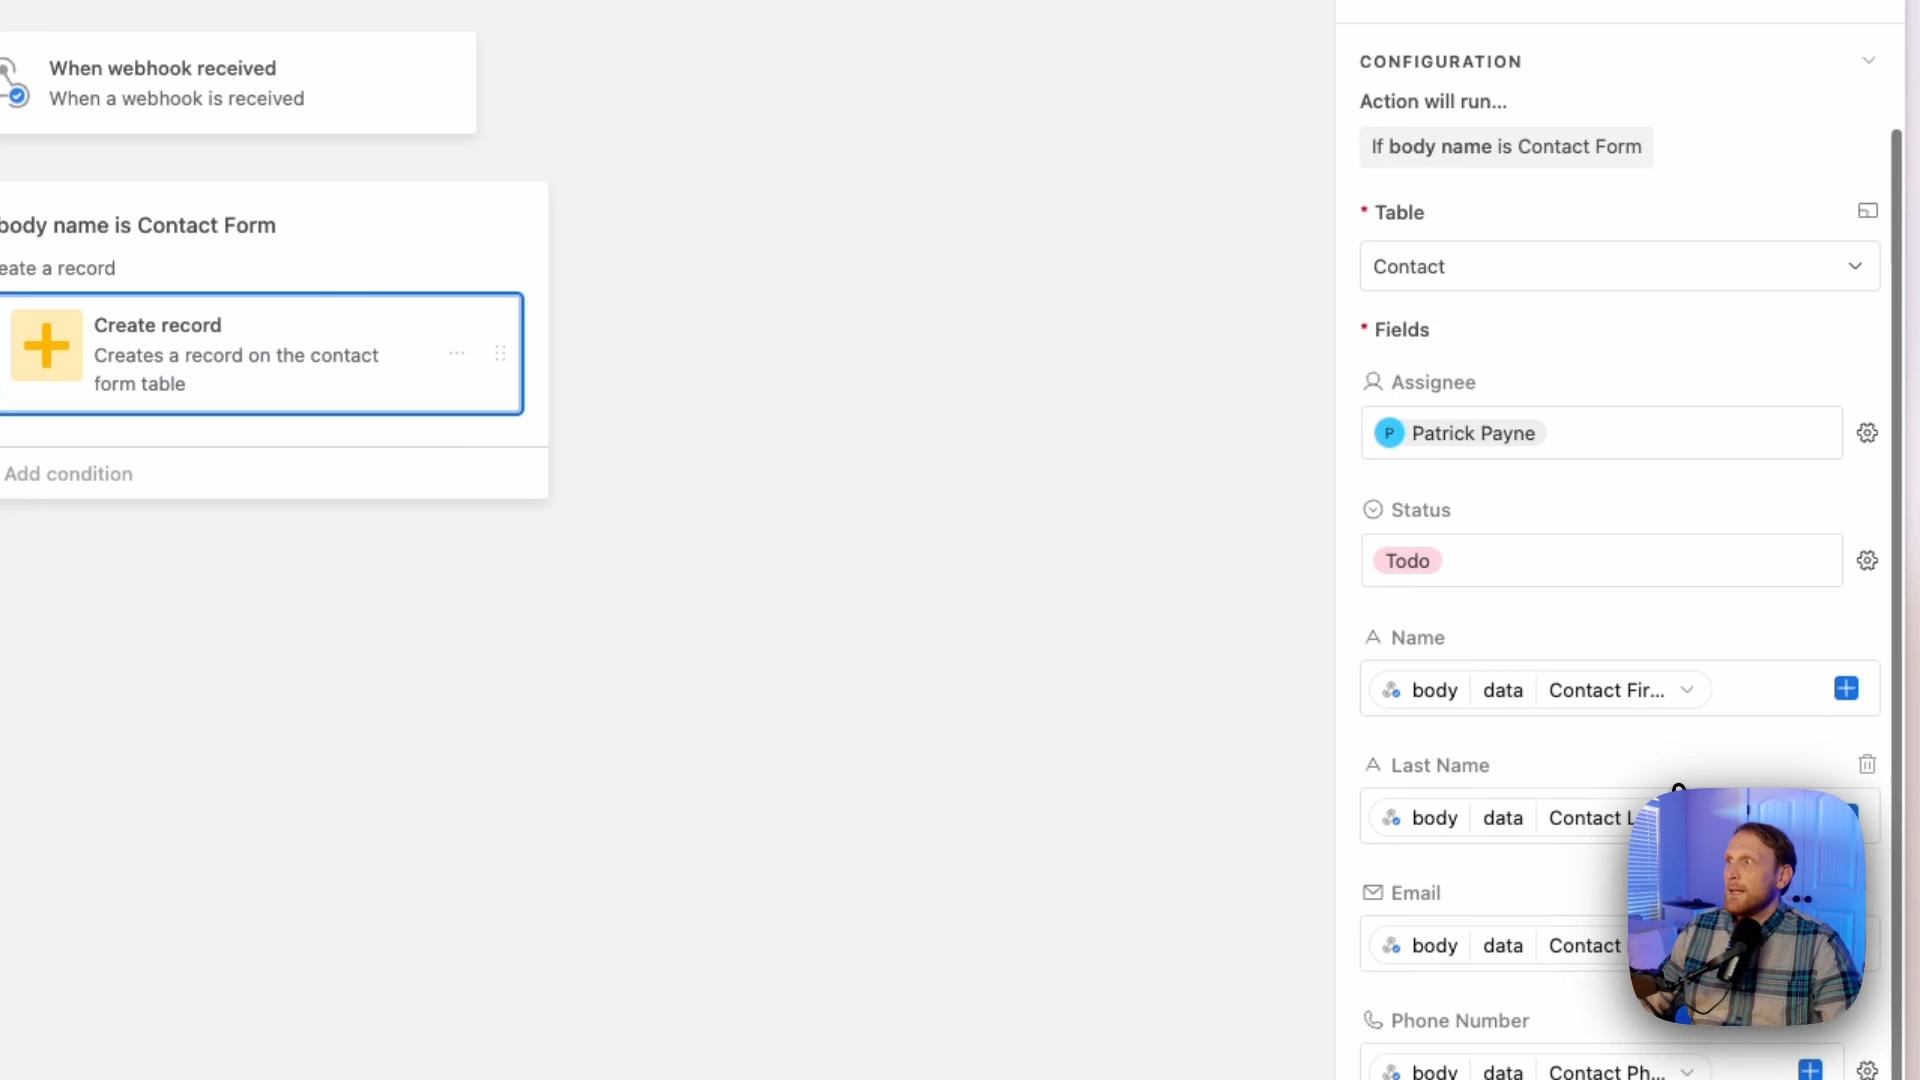 When webhook received
When a webhook is received
body name is Contact Form
eate a record
Create record
Creates a record on the contact
form table
Add condition
CONFIGURATION
Action will run...
If body name is Contact Form
* Table
Contact
* Fields
Assignee
P Patrick Payne
Status
Todo
Name
body data Contact Fir...
Last Name
body data Contact L
Email
body data Contact
Phone Number
body data Contact Ph...